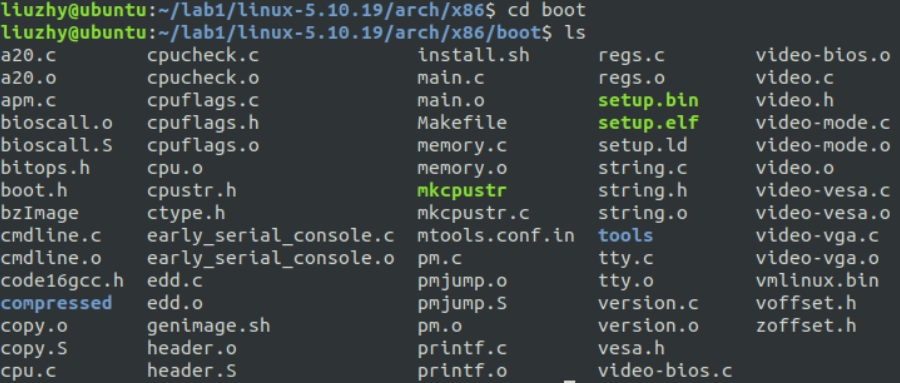 liuzhy@ubuntu:~/lab1/linux-5.10.19/arch/x86$ cd boot
liuzhy@ubuntu:~/lab1/linux-5.10.19/arch/x86/boot$ ls
a20.c cpucheck.c install.sh regs.c video-bios.o
a20.o cpucheck.o main.c regs.o video.c
apm.c cpuflags.c main.o setup.bin video.h
bioscall.o cpuflags.h Makefile setup.elf video-mode.c
bioscall.S cpuflags.o memory.c setup.ld video-mode.o
bitops.h cpu.o memory.o string.c video.o
boot.h cpustr.h mkcpustr string.h video-vesa.c
bzImage ctype.h mkcpustr.c string.o video-vesa.o
cmdline.c early_serial_console.c mtools.conf.in tools video-vga.c
cmdline.o early_serial_console.o pm.c tty.c video-vga.o
code16gcc.h edd.c pmjump.o tty.o vmlinux.bin
compressed edd.o pmjump.S version.c voffset.h
copy.o genimage.sh pm.o version.o zoffset.h
copy.S header.o printf.c vesa.h
cpu.c header.S printf.o video-bios.c